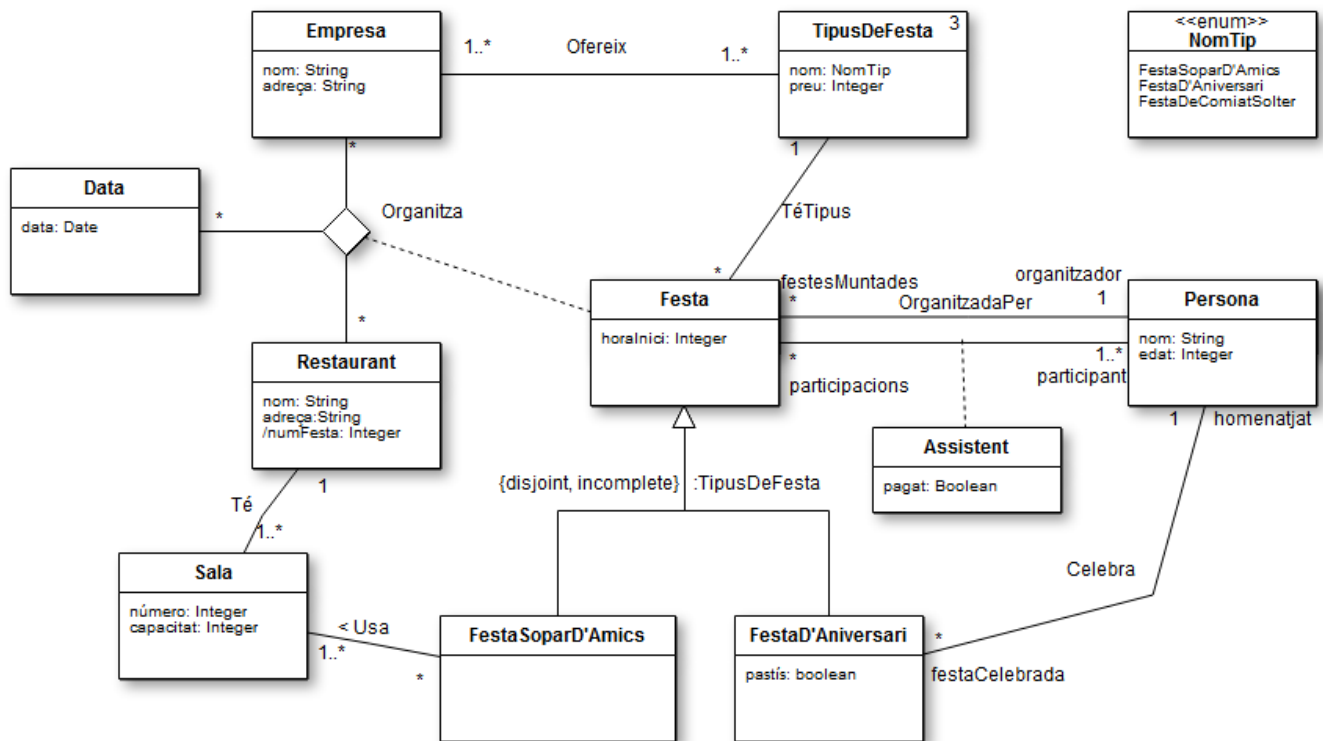 Empresa
nom: String
adreça: String
1..*
Ofereix
1..*
TipusDeFesta
3
nom: NomTip
preu: Integer
<<enum>>
NomTip
FestaSoparD'Amics
FestaD'Aniversari
FestaDeComiatSolter
*
1
Data
data: Date
*
Organitza
TéTipus
*
*
Festa
horaInici: Integer
festesMuntades
*
OrganitzadaPer
organitzador
1
Persona
nom: String
edat: Integer
*
participacions
1..*
participant
Restaurant
nom: String
adreça:String
/numFesta: Integer
1
homenatjat
Assistent
pagat: Boolean
{disjoint, incomplete}
:TipusDeFesta
1
Té
1..*
Sala
número: Integer
capacitat: Integer
< Usa
1..*
*
FestaSoparD'Amics
FestaD'Aniversari
pastís: boolean
Celebra
*
festaCelebrada